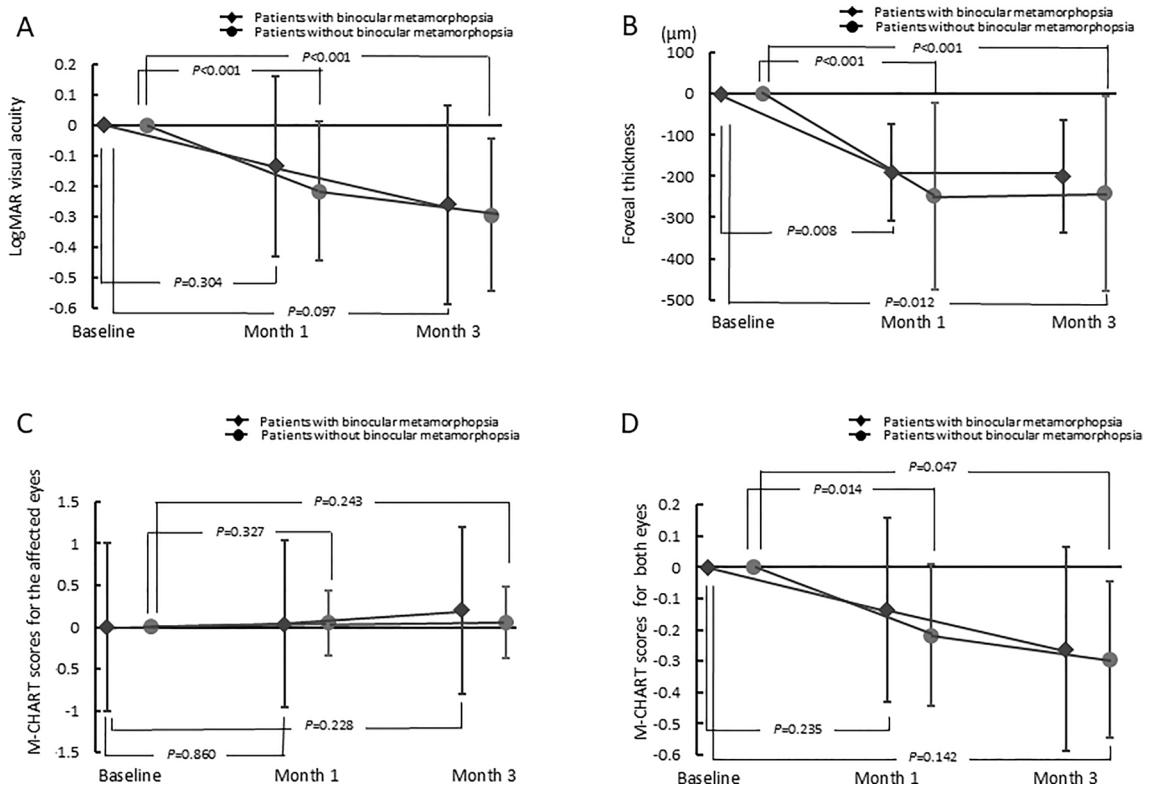 A
Patients with binocular metamorphopsia
Patients without binocular metamorphopsia
LogMAR visual acuity
0.2
0.1
0
-0.1
-0.2
-0.3
-0.4
-0.5
-0.6
P<0.001
P<0.001
P=0.304
P=0.097
Baseline Month 1 Month 3
B
Patients with binocular metamorphopsia
Patients without binocular metamorphopsia
(μm)
Foveal thickness
100
0
-100
-200
-300
-400
-500
P<0.001
P<0.001
P=0.008
P=0.012
Baseline Month 1 Month 3
C
Patients with binocular metamorphopsia
Patients without binocular metamorphopsia
M-CHART scores for the affected eyes
1.5
1
0.5
0
0.5
-1
1.5
P=0.243
P=0.327
P=0.228
P=0.860
Baseline Month 1 Month 3
D
Patients with binocular metamorphopsia
Patients without binocular metamorphopsia
M-CHART scores for both eyes
0.2
0.1
0
-0.1
-0.2
-0.3
-0.4
-0.5
-0.6
P=0.047
P=0.014
P=0.235
P=0.142
Baseline Month 1 Month 3